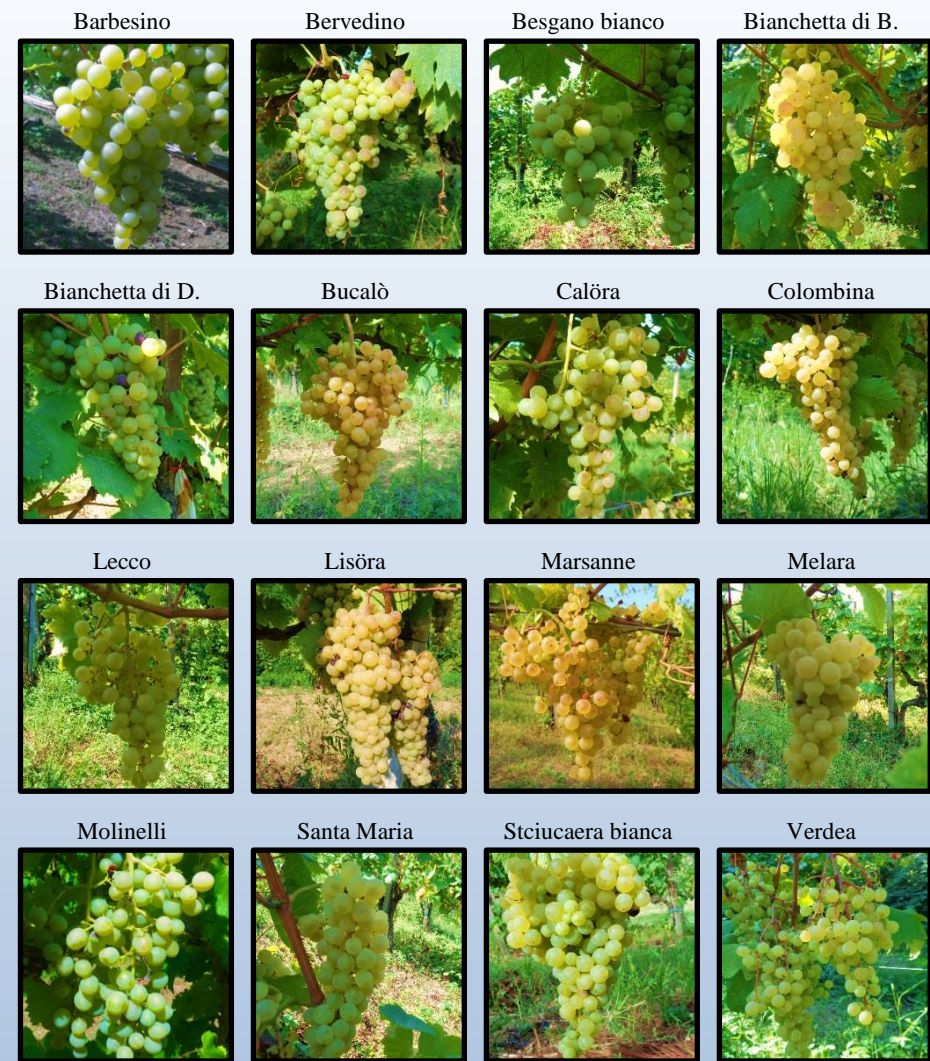 Barbesino
Bervedino
Besgano bianco
Bianchetta di B.
Bianchetta di D.
Bucalò
Calöra
Colombina
Lecco
Lisöra
Marsanne
Melara
Molinelli
Santa Maria
Stciucaera bianca
Verdea